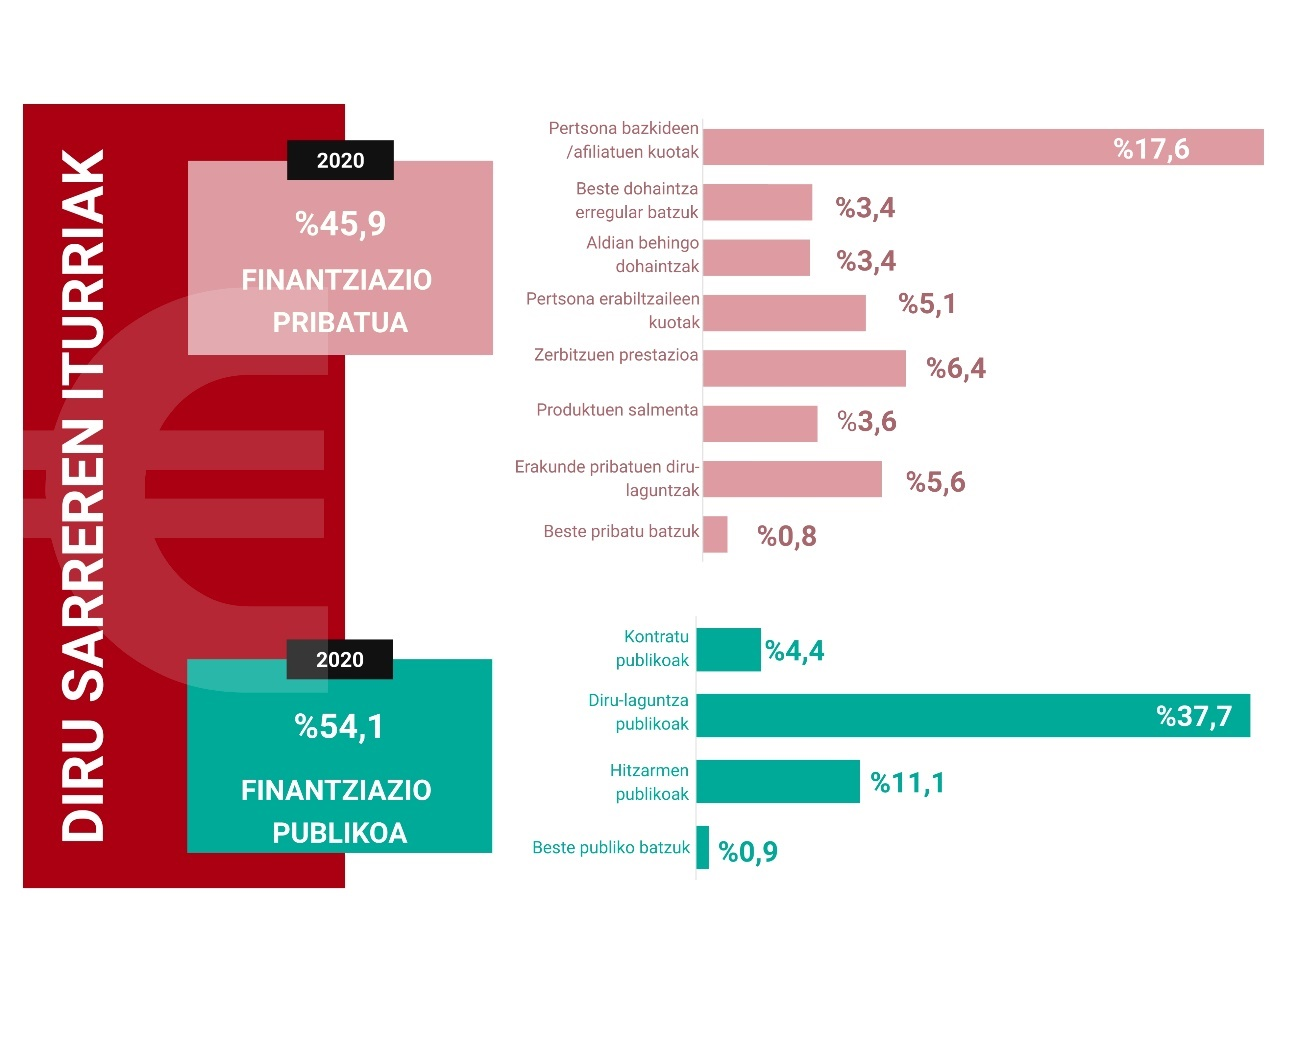 DIRU SARREREN ITURRIAK
2020
%45,9
FINANTZIAZIO
PRIBATUA
Pertsona bazkideen
/afiliatuen kuotak
%17,6
Beste dohaintza
erregular batzuk
%3,4
Aldian behingo
dohaintzak
%3,4
Pertsona erabiltzaileen
kuotak
%5,1
Zerbitzuen prestazioa
%6,4
Produktuen salmenta
%3,6
Erakunde pribatuen diru-
laguntzak
%5,6
Beste pribatu batzuk
%0,8
2020
%54,1
FINANTZIAZIO
PUBLIKOA
Kontratu
publikoak
%4,4
Diru-laguntza
publikoak
%37,7
Hitzarmen
publikoak
%11,1
Beste publiko batzuk
%0,9